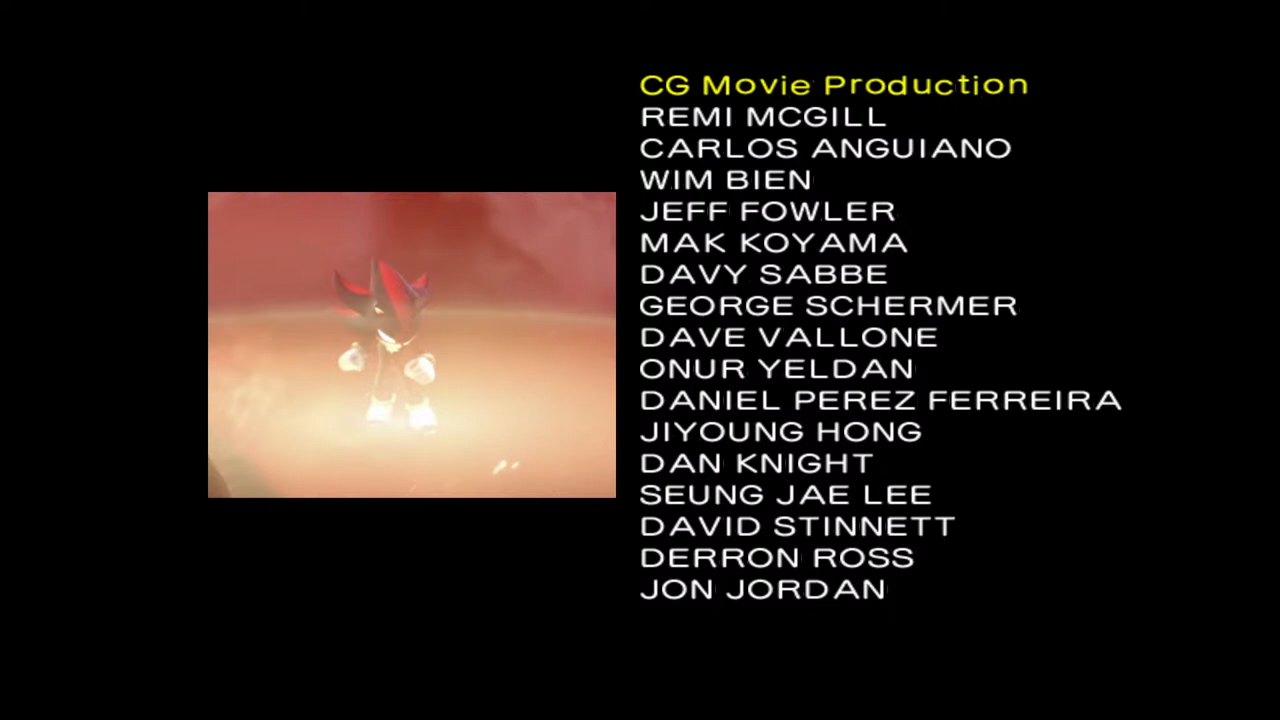 CG Movie Production
REMI MCGILL
CARLOS ANGUIANO
WIM BIEN
JEFF FOWLER
MAK KOYAMA
DAVY SABBE
GEORGE SCHERMER
DAVE VALLONE
ONUR YELDAN
DANIEL PEREZ FERREIRA
JIYOUNG HONG
DAN KNIGHT
SEUNG JAE LEE
DAVID STINNETT
DERRON ROSS
JON JORDAN